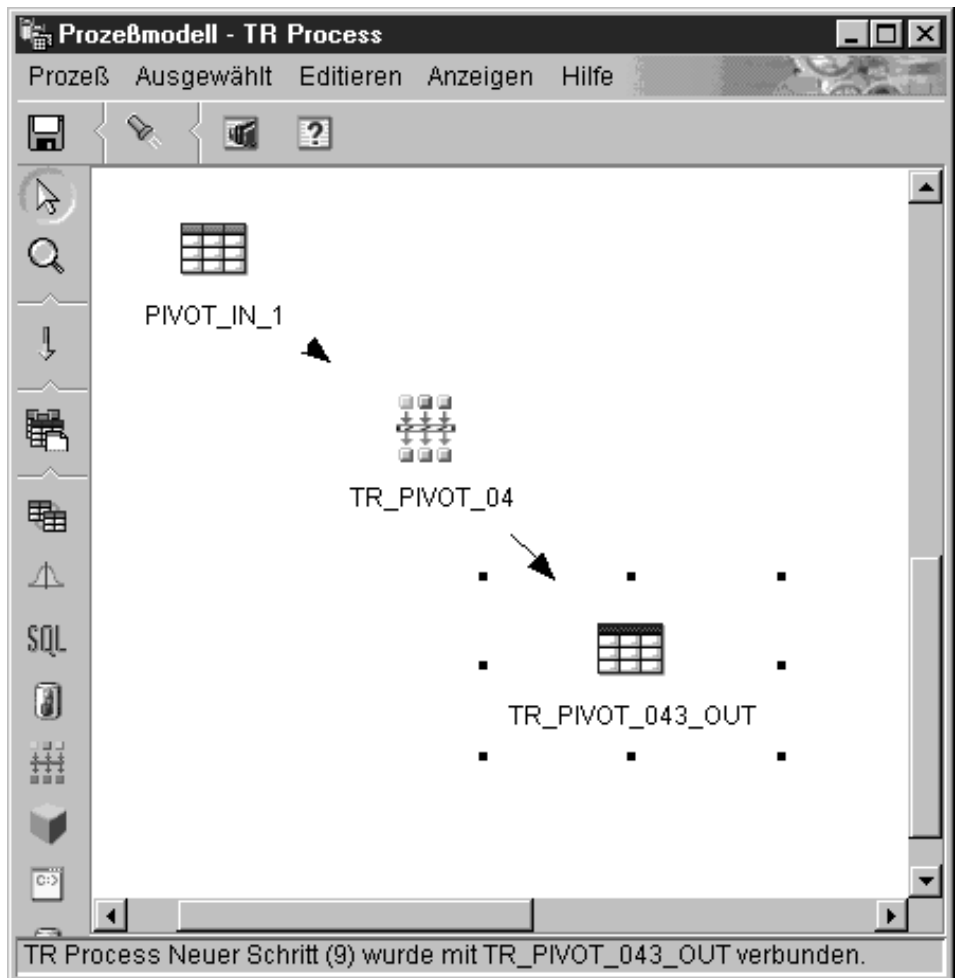 Prozeßmodell - TR Process
Prozeß Ausgewählt Editieren Anzeigen Hilfe
PIVOT_IN_1
TR_PIVOT_04
TR_PIVOT_043_OUT
SQL
C:>
TR Process Neuer Schritt (9) wurde mit TR_PIVOT_043_OUT verbunden.